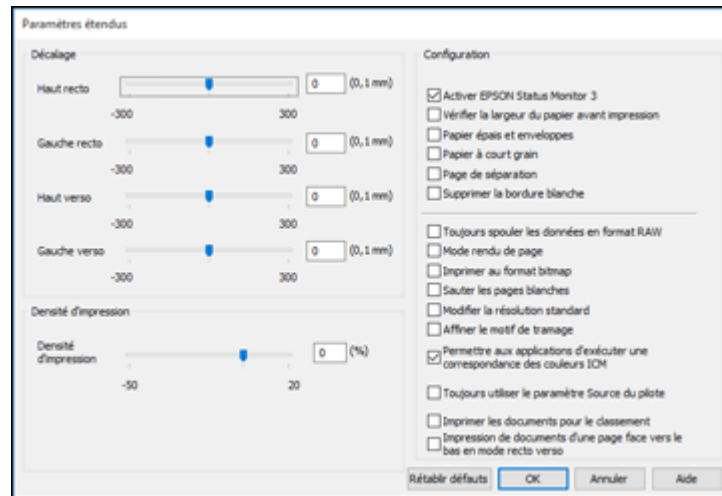 Paramètres étendus
Décalage
Haut recto
0
(0,1 mm)
-300
300
Gauche recto
0
(0,1 mm)
-300
300
Haut verso
0
(0,1 mm)
-300
300
Gauche verso
0
(0,1 mm)
-300
300
Densité d'impression
Densité
d'impression
0
(%)
-50
20
Configuration
Activer EPSON Status Monitor 3
Vérifier la largeur du papier avant impression
Papier épais et enveloppes
Papier à court grain
Page de séparation
Supprimer la bordure blanche
Toujours spouler les données en format RAW
Mode rendu de page
Imprimer au format bitmap
Sauter les pages blanches
Modifier la résolution standard
Affiner le motif de tramage
Permettre aux applications d'exécuter une
correspondance des couleurs ICM
Toujours utiliser le paramètre Source du pilote
Imprimer les documents pour le classement
Impression de documents d'une page face vers le
bas en mode recto verso
Rétablir défauts
OK
Annuler
Aide